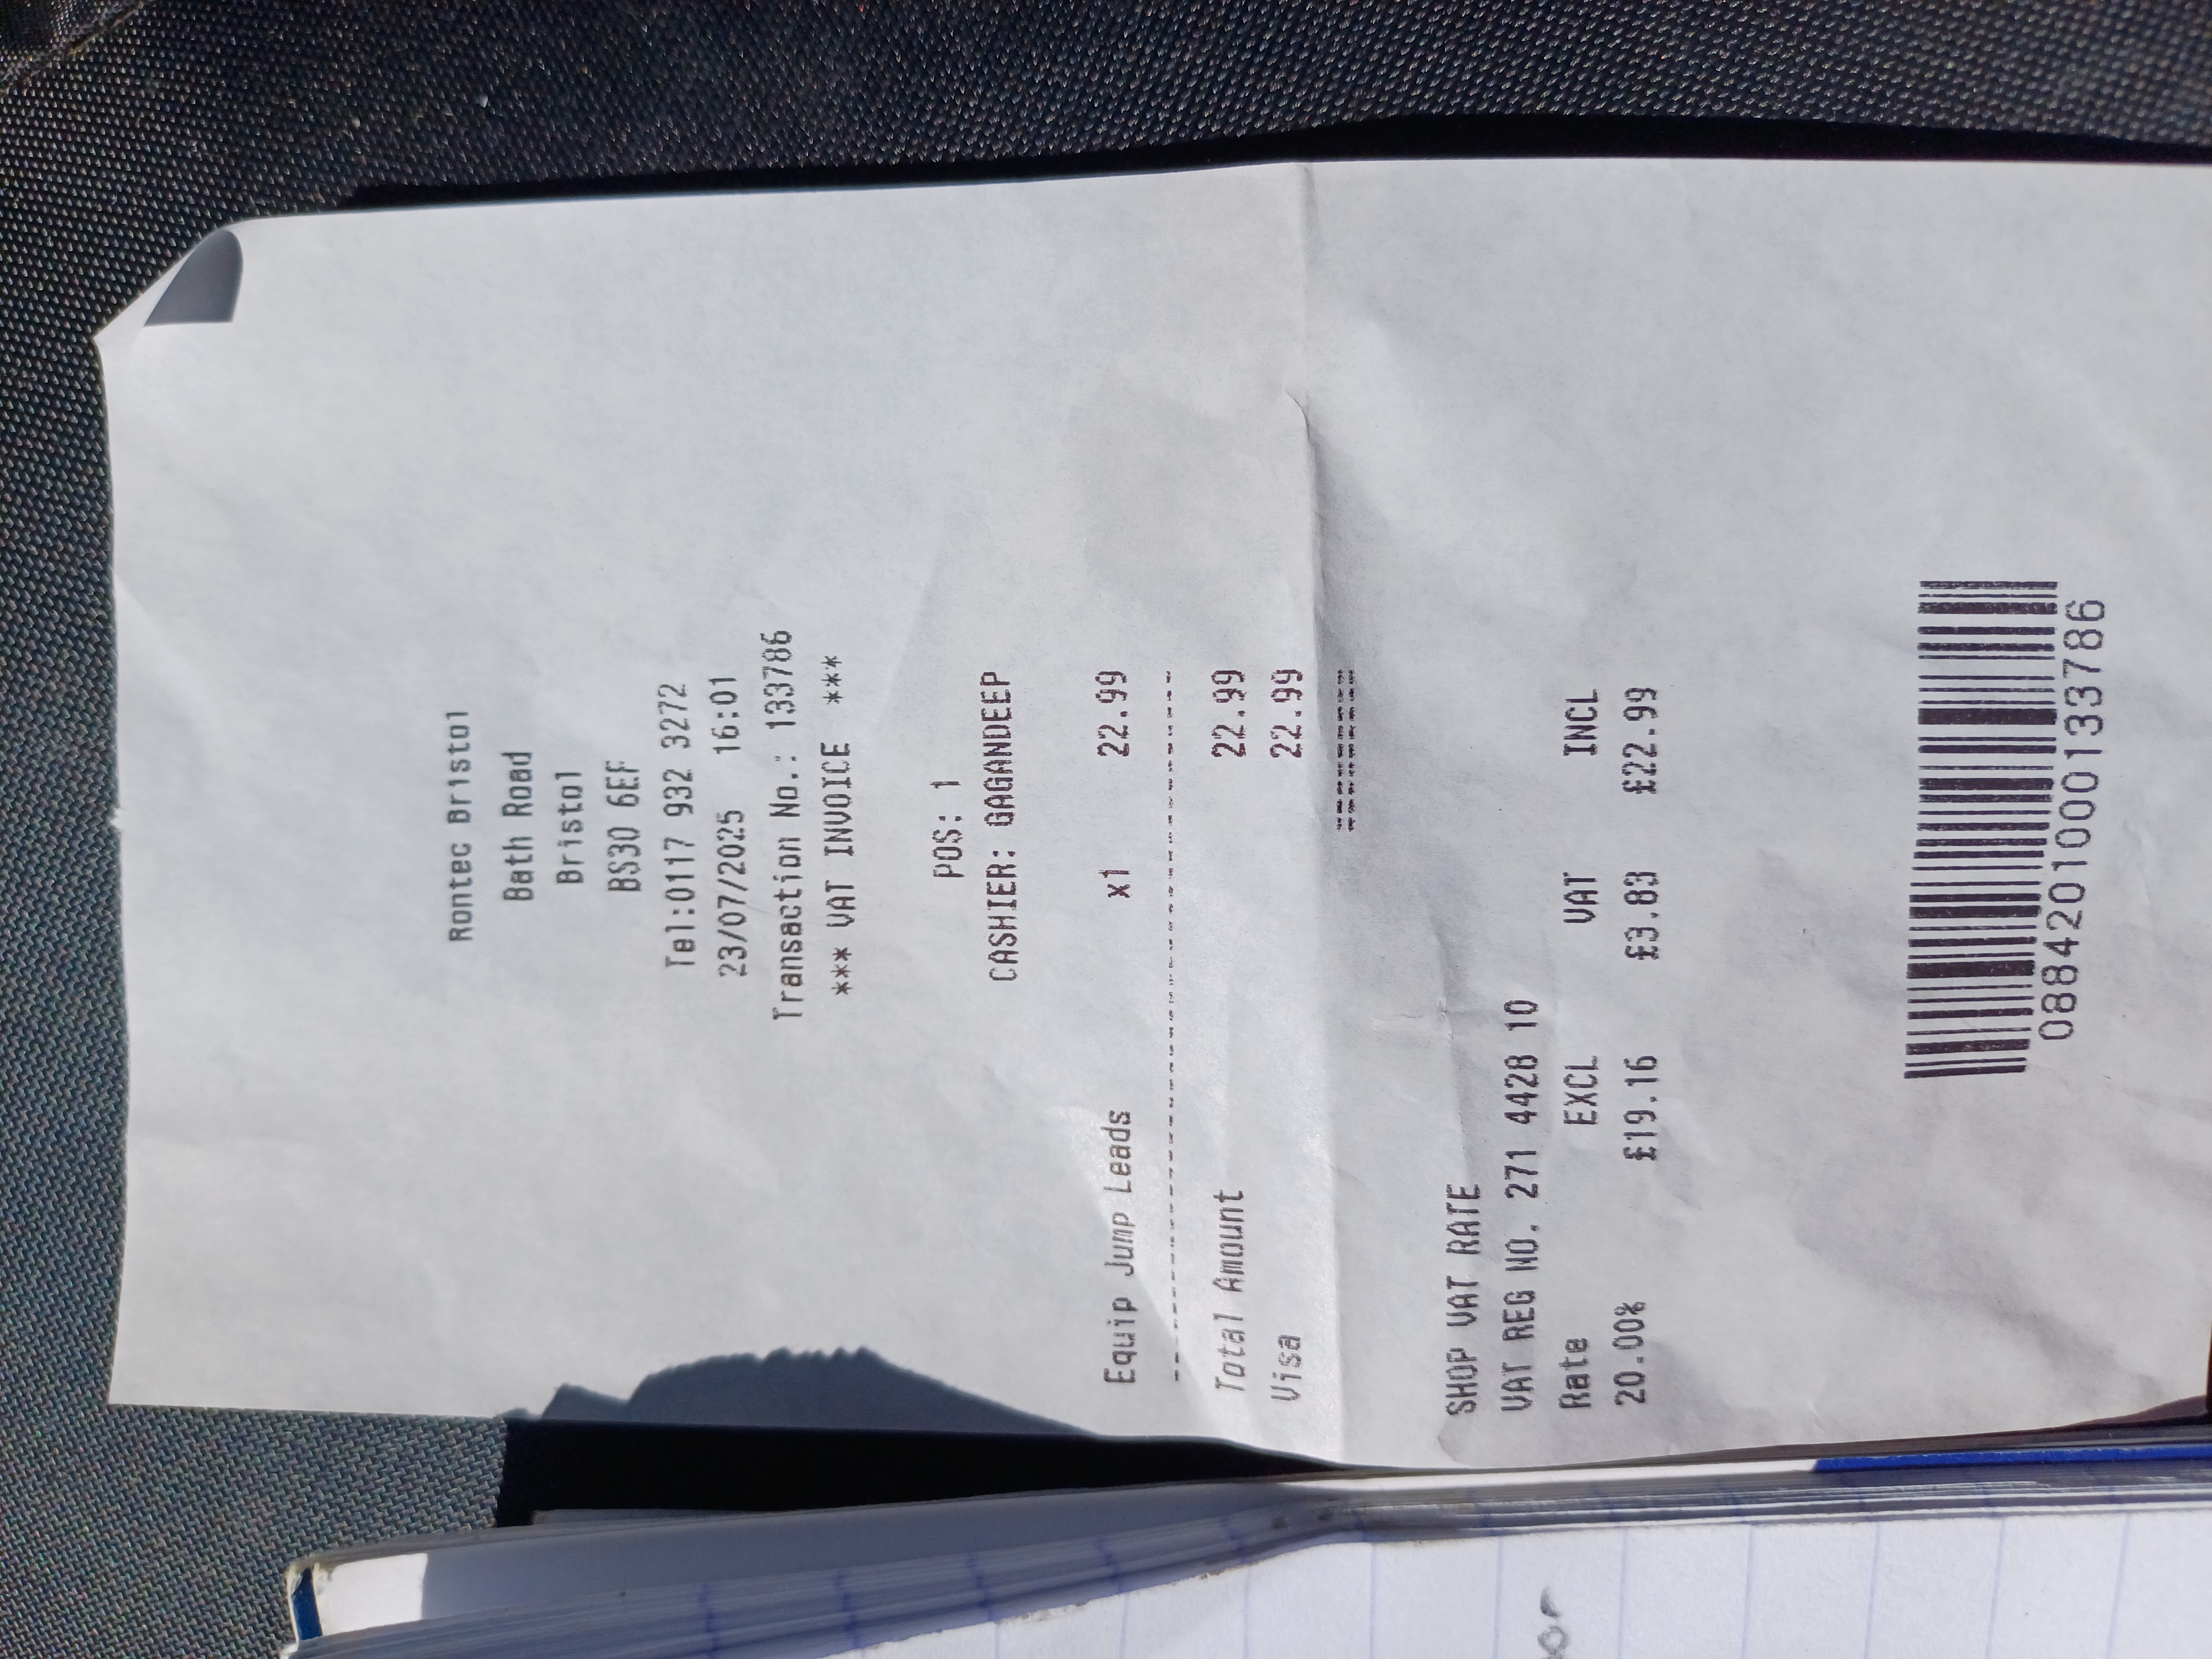 Rontec Bristol
Bath Road
Bristol
BS30 6EF
Tel:0117 932 3272
23/07/2025 16:01
Transaction No.: 133786
*** VAT INVOICE ***
POS: 1
CASHIER: GAGANDEEP
Equip Jump Leads x1 22.99
Total Amount 22.99
Visa 22.99
SHOP VAT RATE
VAT REG NO. 271 4428 10
Rate EXCL VAT INCL
20.00% £19.16 £3.83 £22.99
0884201000133786